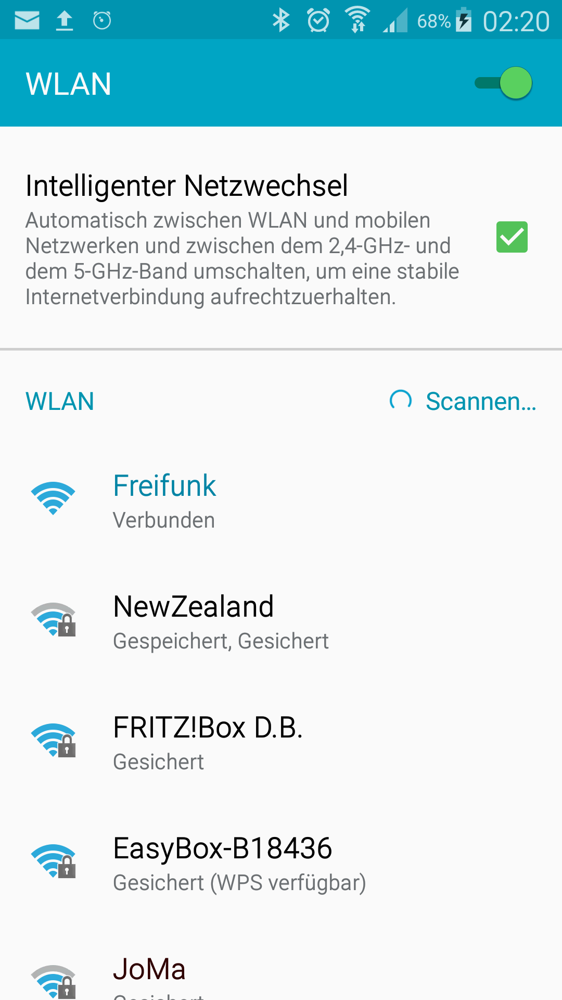 68% 02:20
WLAN
Intelligenter Netzwechsel
Automatisch zwischen WLAN und mobilen
Netzwerken und zwischen dem 2,4-GHz- und
dem 5-GHz-Band umschalten, um eine stabile
Internetverbindung aufrechtzuerhalten.
WLAN Scannen...
Freifunk
Verbunden
NewZealand
Gespeichert, Gesichert
FRITZ!Box D.B.
Gesichert
EasyBox-B18436
Gesichert (WPS verfügbar)
JoMa
Gesichert